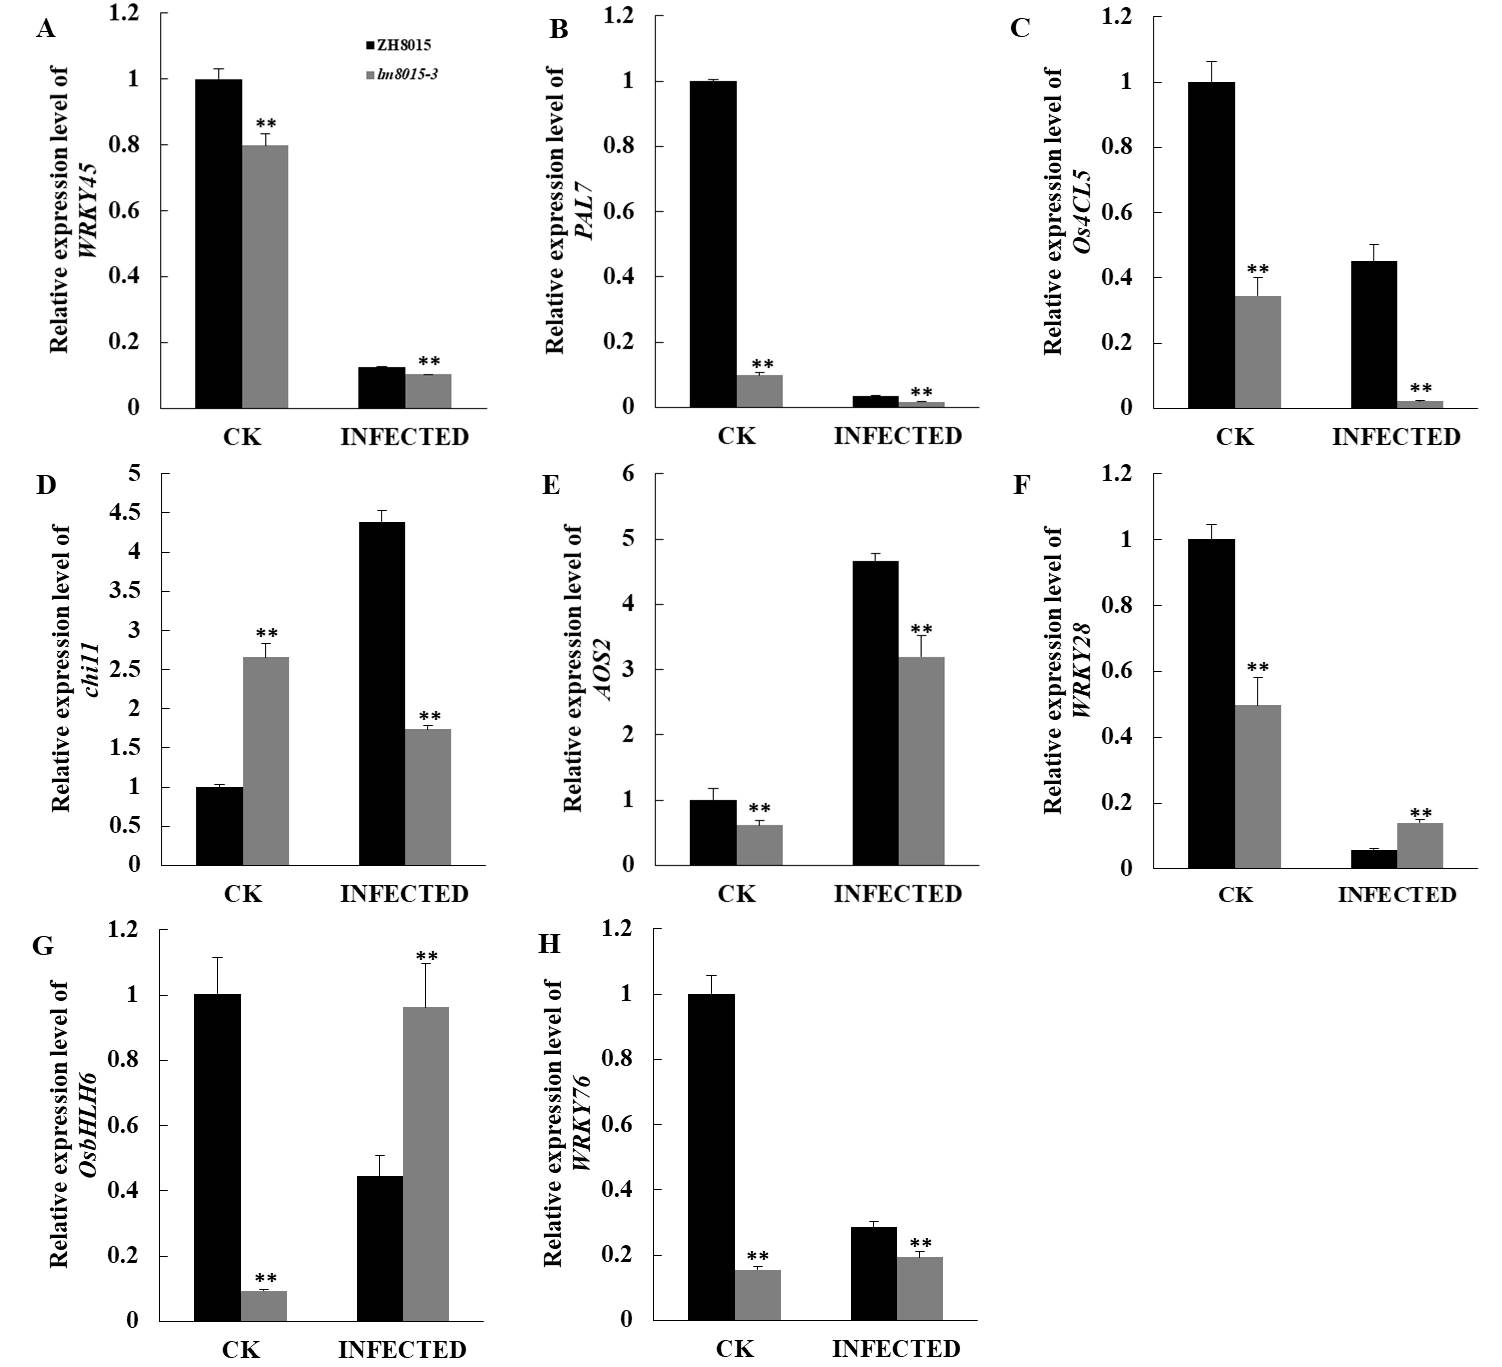 A
Relative expression level of
WRKY45
1.2
1
0.8
0.6
0.4
0.2
0
ZH8015
lm8015-3
**
**
CK
INFECTED
B
Relative expression level of
PAL7
1.2
1
0.8
0.6
0.4
0.2
0
**
**
CK
INFECTED
C
Relative expression level of
Os4CL5
1.2
1
0.8
0.6
0.4
0.2
0
**
**
CK
INFECTED
D
Relative expression level of
chi11
5
4.5
4
3.5
3
2.5
2
1.5
1
0.5
0
**
**
CK
INFECTED
E
Relative expression level of
AOS2
6
5
4
3
2
1
0
**
**
CK
INFECTED
F
Relative expression level of
WRKY28
1.2
1
0.8
0.6
0.4
0.2
0
**
**
CK
INFECTED
G
Relative expression level of
OsbHLH6
1.2
1
0.8
0.6
0.4
0.2
0
**
**
CK
INFECTED
H
Relative expression level of
WRKY76
1.2
1
0.8
0.6
0.4
0.2
0
**
**
CK
INFECTED